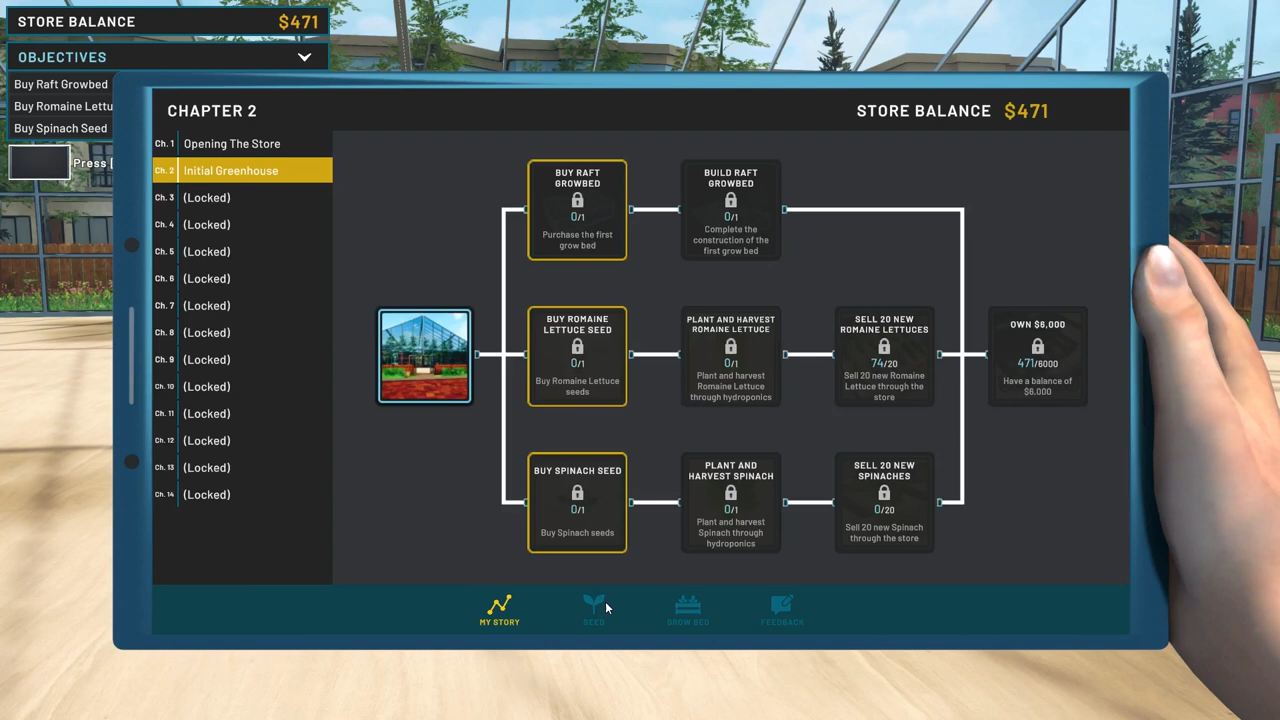 STORE BALANCE $471
OBJECTIVES
Buy Raft Growbed
Buy Romaine Lettu
Buy Spinach Seed
Press [
CHAPTER 2
STORE BALANCE $471
Ch. 1 Opening The Store
Ch. 2 Initial Greenhouse
Ch. 3 (Locked)
Ch. 4 (Locked)
Ch. 5 (Locked)
Ch. 6 (Locked)
Ch. 7 (Locked)
Ch. 8 (Locked)
Ch. 9 (Locked)
Ch. 10 (Locked)
Ch. 11 (Locked)
Ch. 12 (Locked)
Ch. 13 (Locked)
Ch. 14 (Locked)
BUY RAFT
GROWBED
0/1
Purchase the first
grow bed
BUILD RAFT
GROWBED
0/1
Complete the
construction of the
first grow bed
BUY ROMAINE
LETTUCE SEED
0/1
Buy Romaine Lettuce
seeds
PLANT AND HARVEST
ROMAINE LETTUCE
0/1
Plant and harvest
Romaine Lettuce
through hydroponics
SELL 20 NEW
ROMAINE LETTUCES
74/20
Sell 20 new Romaine
Lettuce through the
store
OWN $6,000
471/6000
Have a balance of
$6,000
BUY SPINACH SEED
0/1
Buy Spinach seeds
PLANT AND
HARVEST SPINACH
0/1
Plant and harvest
Spinach through
hydroponics
SELL 20 NEW
SPINACHES
0/20
Sell 20 new Spinach
through the store
MY STORY
SEED
GROW BED
FEEDBACK